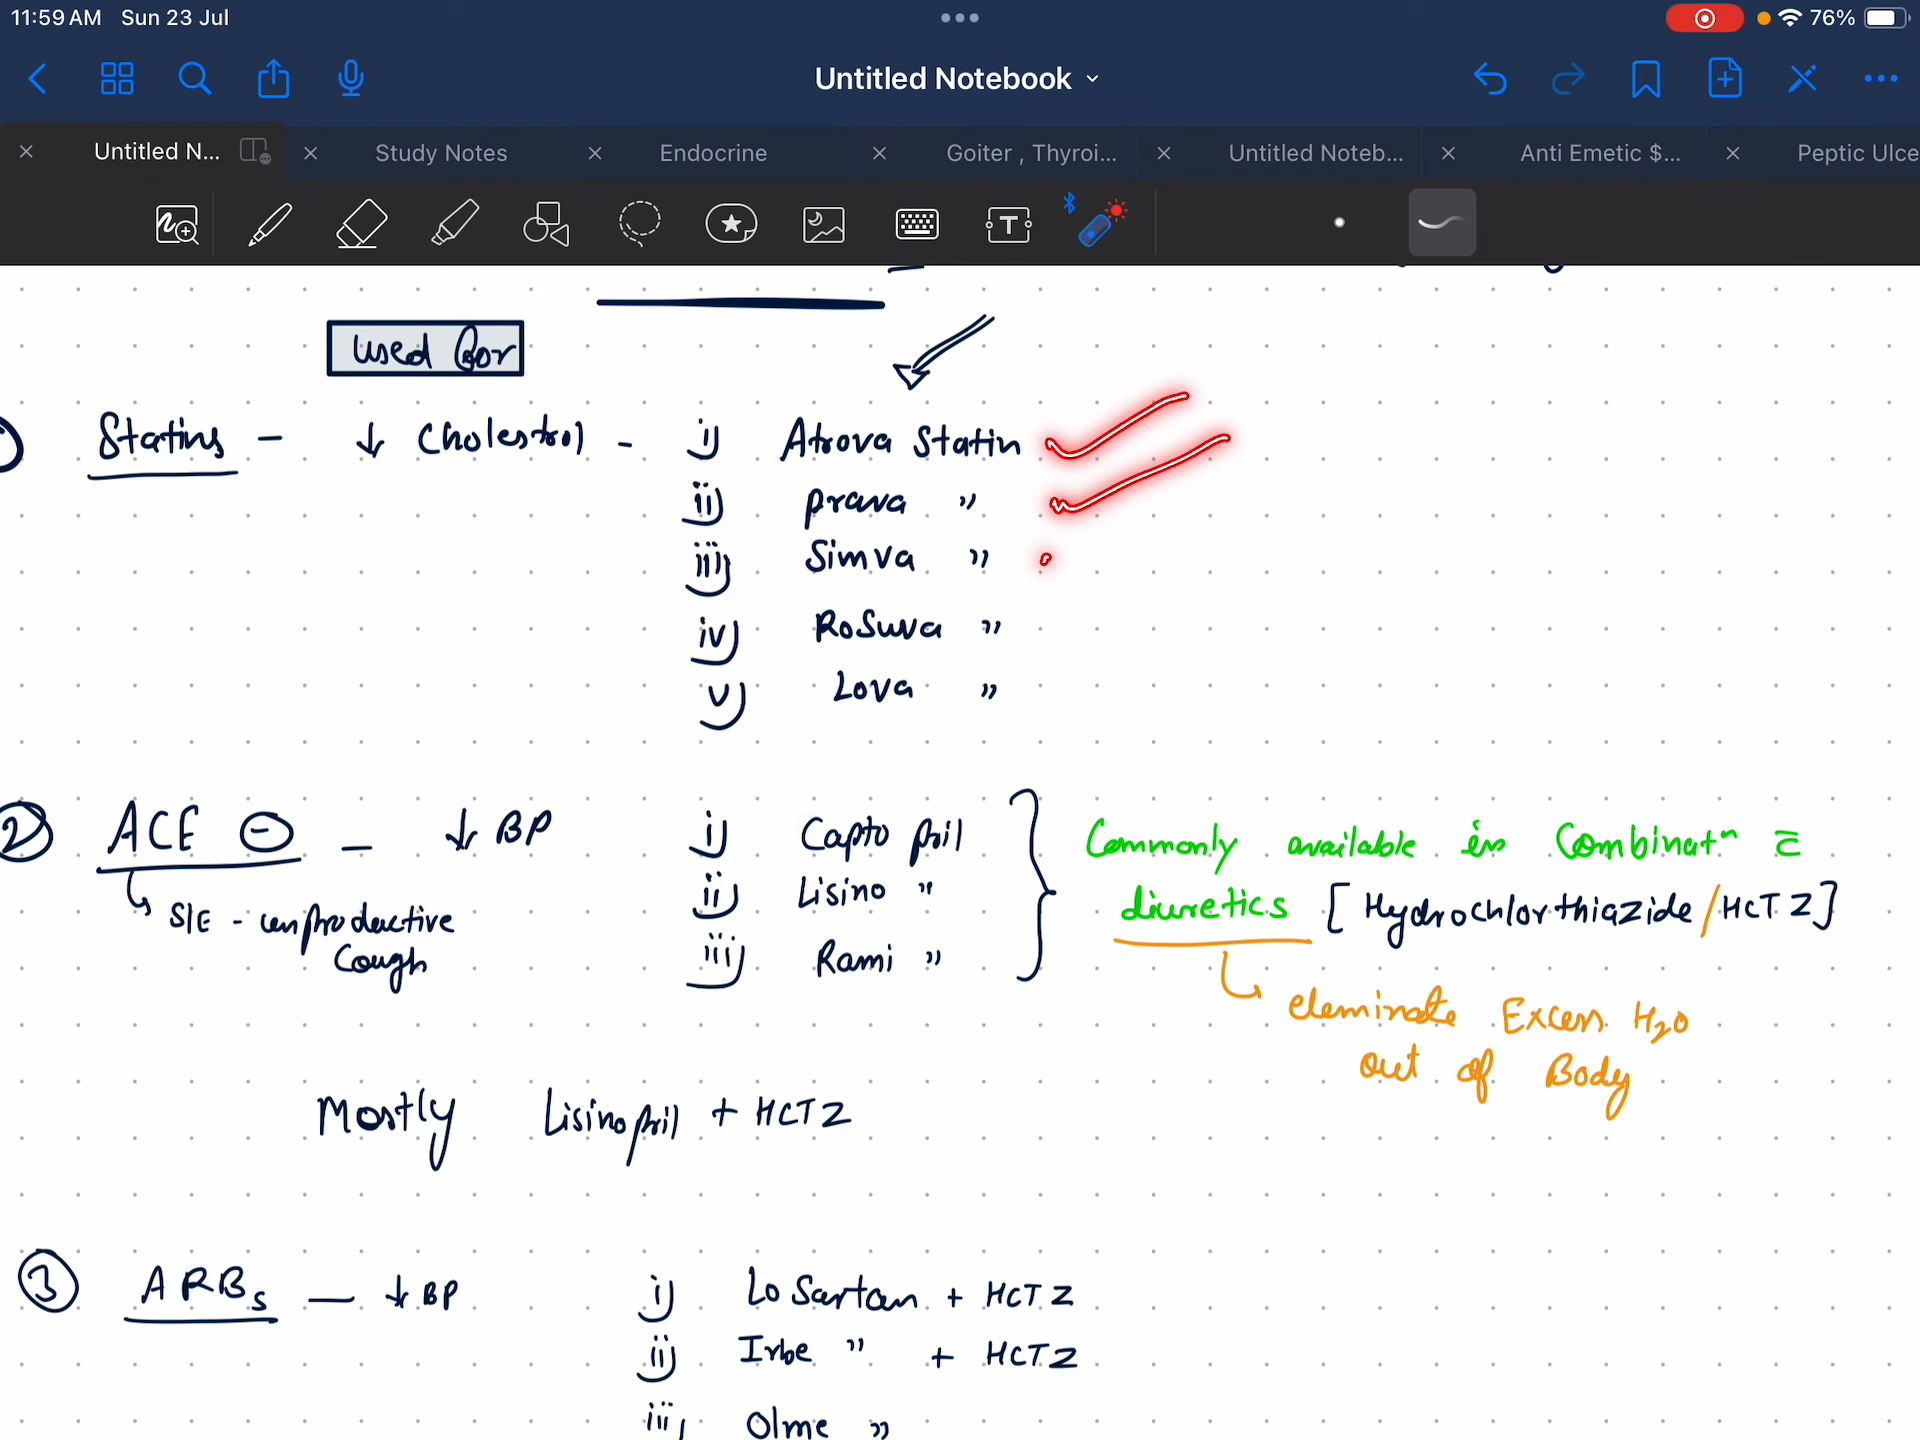 11:59 AM Sun 23 Jul
76%
Untitled Notebook
Untitled N...
Study Notes
Endocrine
Goiter , Thyroi...
Untitled Noteb...
Anti Emetic $...
Peptic Ulce
T
used for
Statins - ↓ Cholestrol - i) Atrova Statin
ii) prava "
iii) Simva "
iv) RoSuva "
v) Lova "
2) ACE ⊖ - ↓ BP i) Capto pril
ii) Lisino "
iii) Rami "
↳ S/E - unproductive
Cough
Commonly available in Combinatⁿ c̄
diuretics [Hydrochlorthiazide/HCTZ]
↳ eleminate Excess H₂O
out of Body
Mostly Lisinopril + HCTZ
③ ARBs - ↓ BP i) Lo Sartan + HCTZ
ii) Irbe " + HCTZ
iii) Olme "